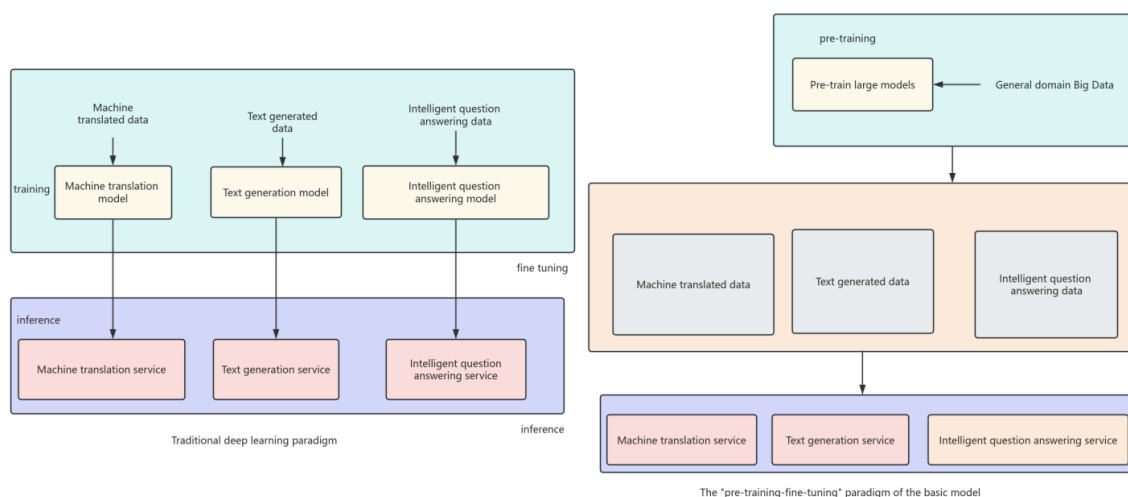 Machine
translated data
Text generated
data
Intelligent question
answering data
training
Machine translation
model
Text generation model
Intelligent question
answering model
fine tuning
inference
Machine translation service
Text generation service
Intelligent question
answering service
inference
Traditional deep learning paradigm
pre-training
Pre-train large models
General domain Big Data
Machine translated data
Text generated data
Intelligent question
answering data
Machine translation service
Text generation service
Intelligent question answering service
The "pre-training-fine-tuning" paradigm of the basic model